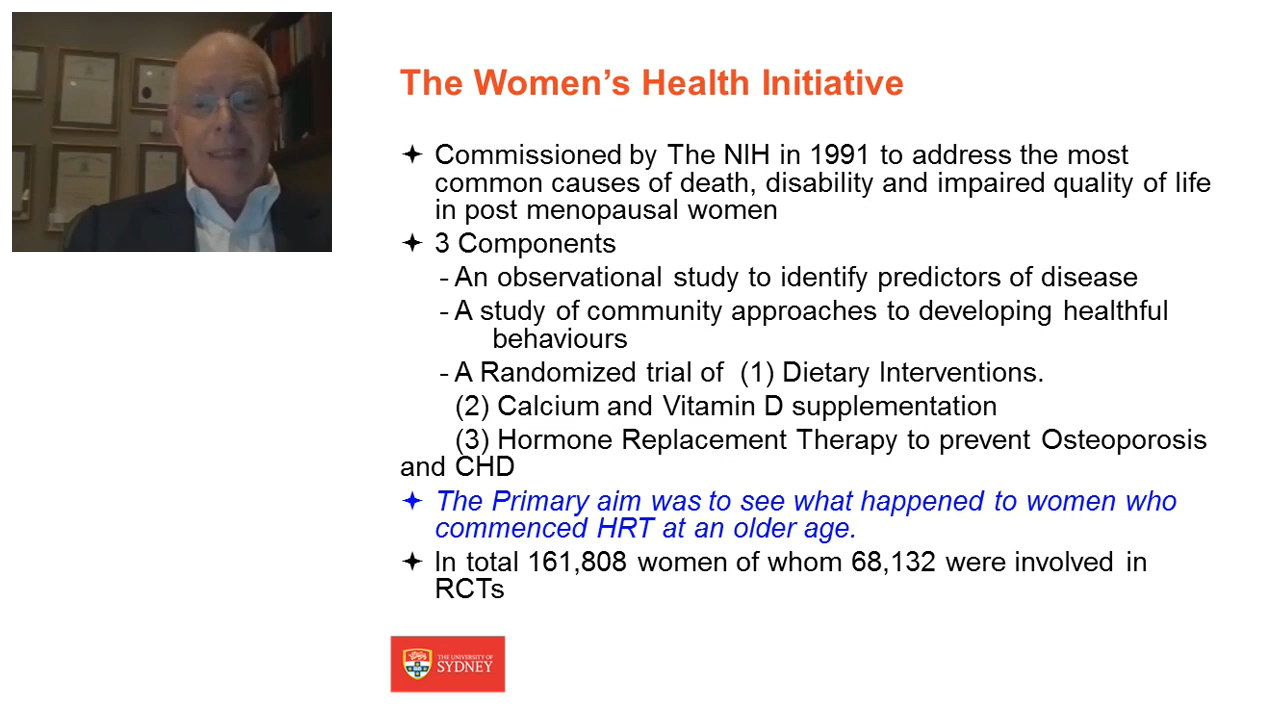 The Women’s Health Initiative
Commissioned by The NIH in 1991 to address the most
common causes of death, disability and impaired quality of life
in post menopausal women
3 Components
- An observational study to identify predictors of disease
- A study of community approaches to developing healthful
behaviours
- A Randomized trial of (1) Dietary Interventions.
(2) Calcium and Vitamin D supplementation
(3) Hormone Replacement Therapy to prevent Osteoporosis
and CHD
The Primary aim was to see what happened to women who
commenced HRT at an older age.
In total 161,808 women of whom 68,132 were involved in
RCTs
THE UNIVERSITY OF
SYDNEY